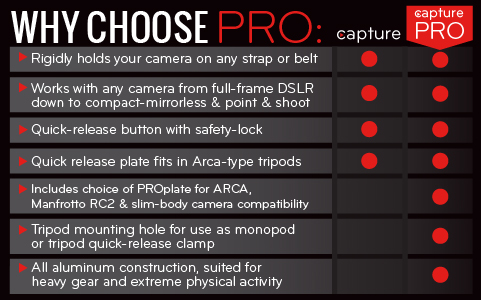 WHY CHOOSE PRO:
capture
capture
PRO
Rigidly holds your camera on any strap or belt
Works with any camera from full-frame DSLR
down to compact-mirrorless & point & shoot
Quick-release button with safety-lock
Quick release plate fits in Arca-type tripods
Includes choice of PROplate for ARCA,
Manfrotto RC2 & slim-body camera compatibility
Tripod mounting hole for use as monopod
or tripod quick-release clamp
All aluminum construction, suited for
heavy gear and extreme physical activity